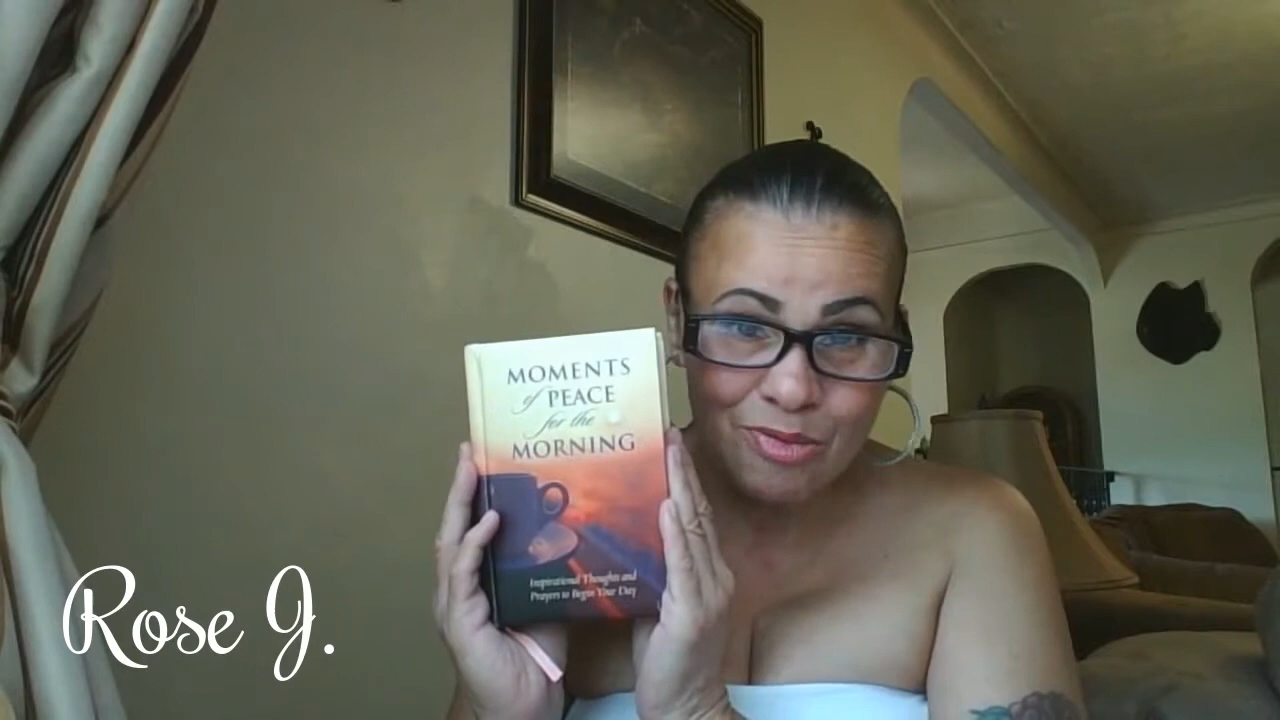 MOMENTS
of PEACE
for the
MORNING
Inspirational Thoughts and
Prayers to Begin Your Day
Rose J.